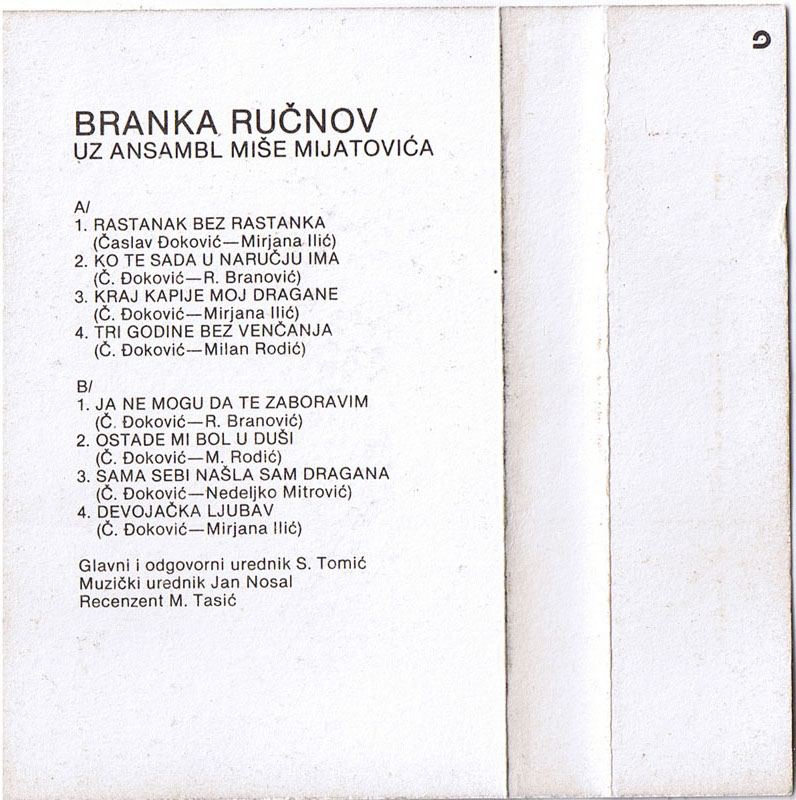 BRANKA RUČNOV
UZ ANSAMBL MIŠE MIJATOVIĆA
A/
1. RASTANAK BEZ RASTANKA
(Časlav Đoković—Mirjana Ilić)
2. KO TE SADA U NARUČJU IMA
(Č. Đoković—R. Branović)
3. KRAJ KAPIJE MOJ DRAGANE
(Č. Đoković—Mirjana Ilić)
4. TRI GODINE BEZ VENČANJA
(Č. Đoković—Milan Rodić)
B/
1. JA NE MOGU DA TE ZABORAVIM
(Č. Đoković—R. Branović)
2. OSTADE MI BOL U DUŠI
(Č. Đoković—M. Rodić)
3. SAMA SEBI NAŠLA SAM DRAGANA
(Č. Đoković—Nedeljko Mitrović)
4. DEVOJAČKA LJUBAV
(Č. Đoković—Mirjana Ilić)
Glavni i odgovorni urednik S. Tomić
Muzički urednik Jan Nosal
Recenzent M. Tasić